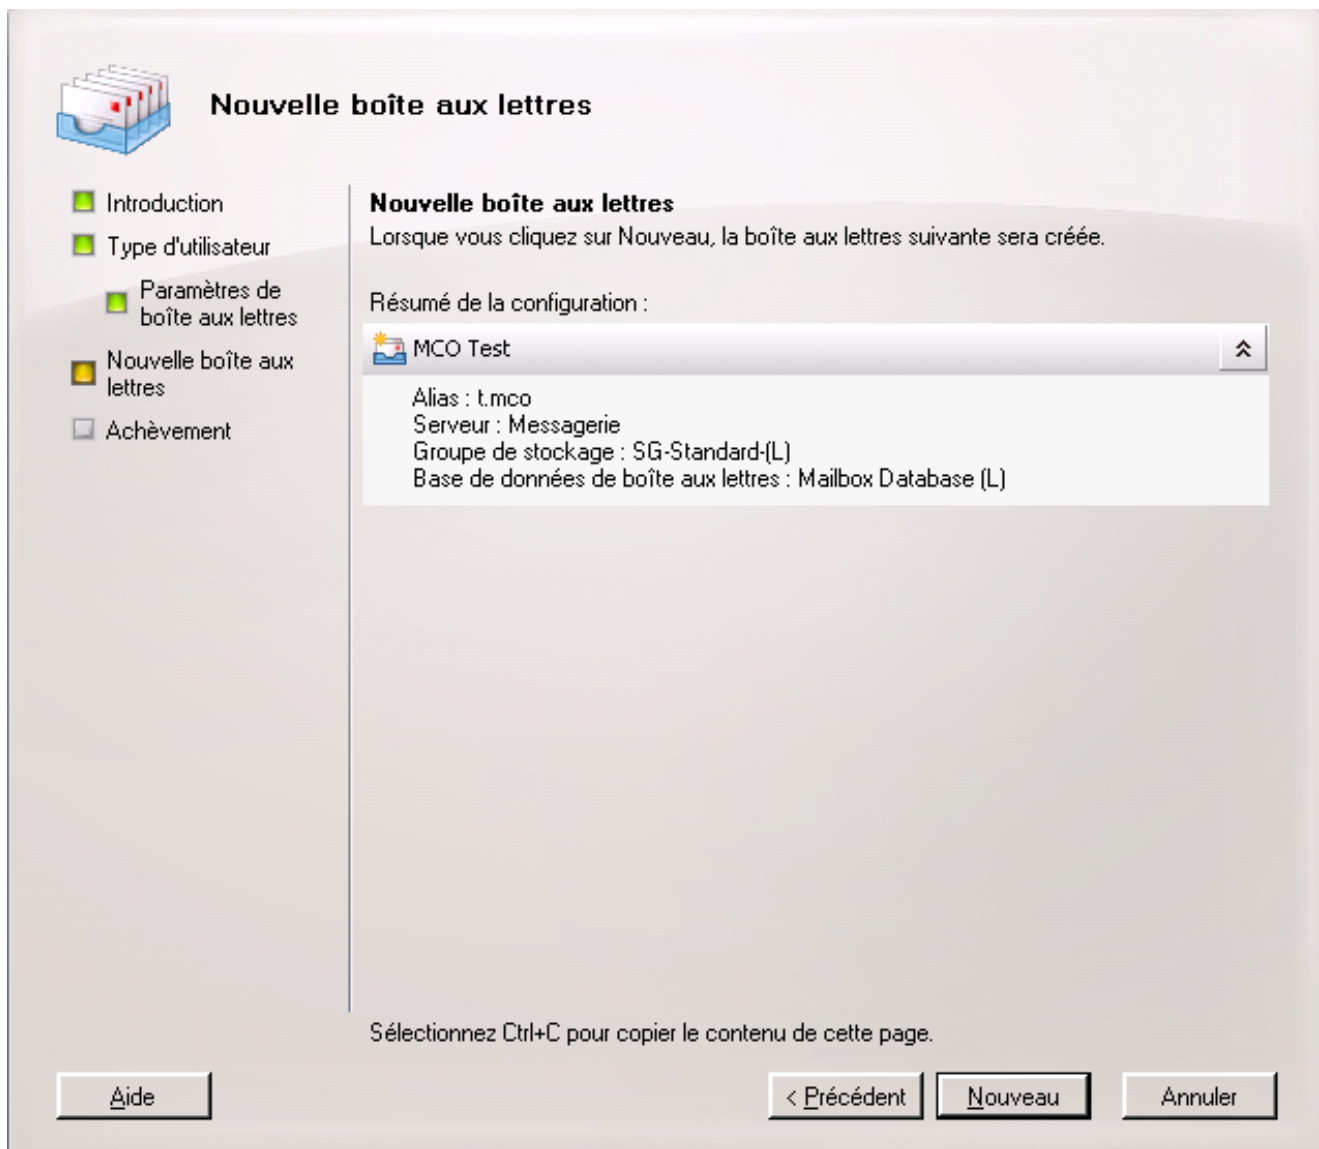 Nouvelle boîte aux lettres
Introduction
Type d'utilisateur
Paramètres de
boîte aux lettres
Nouvelle boîte aux
lettres
Achèvement
Nouvelle boîte aux lettres
Lorsque vous cliquez sur Nouveau, la boîte aux lettres suivante sera créée.
Résumé de la configuration :
MCO Test
Alias : t.mco
Serveur : Messagerie
Groupe de stockage : SG-Standard-(L)
Base de données de boîte aux lettres : Mailbox Database (L)
Sélectionnez Ctrl+C pour copier le contenu de cette page.
Aide
< Précédent
Nouveau
Annuler